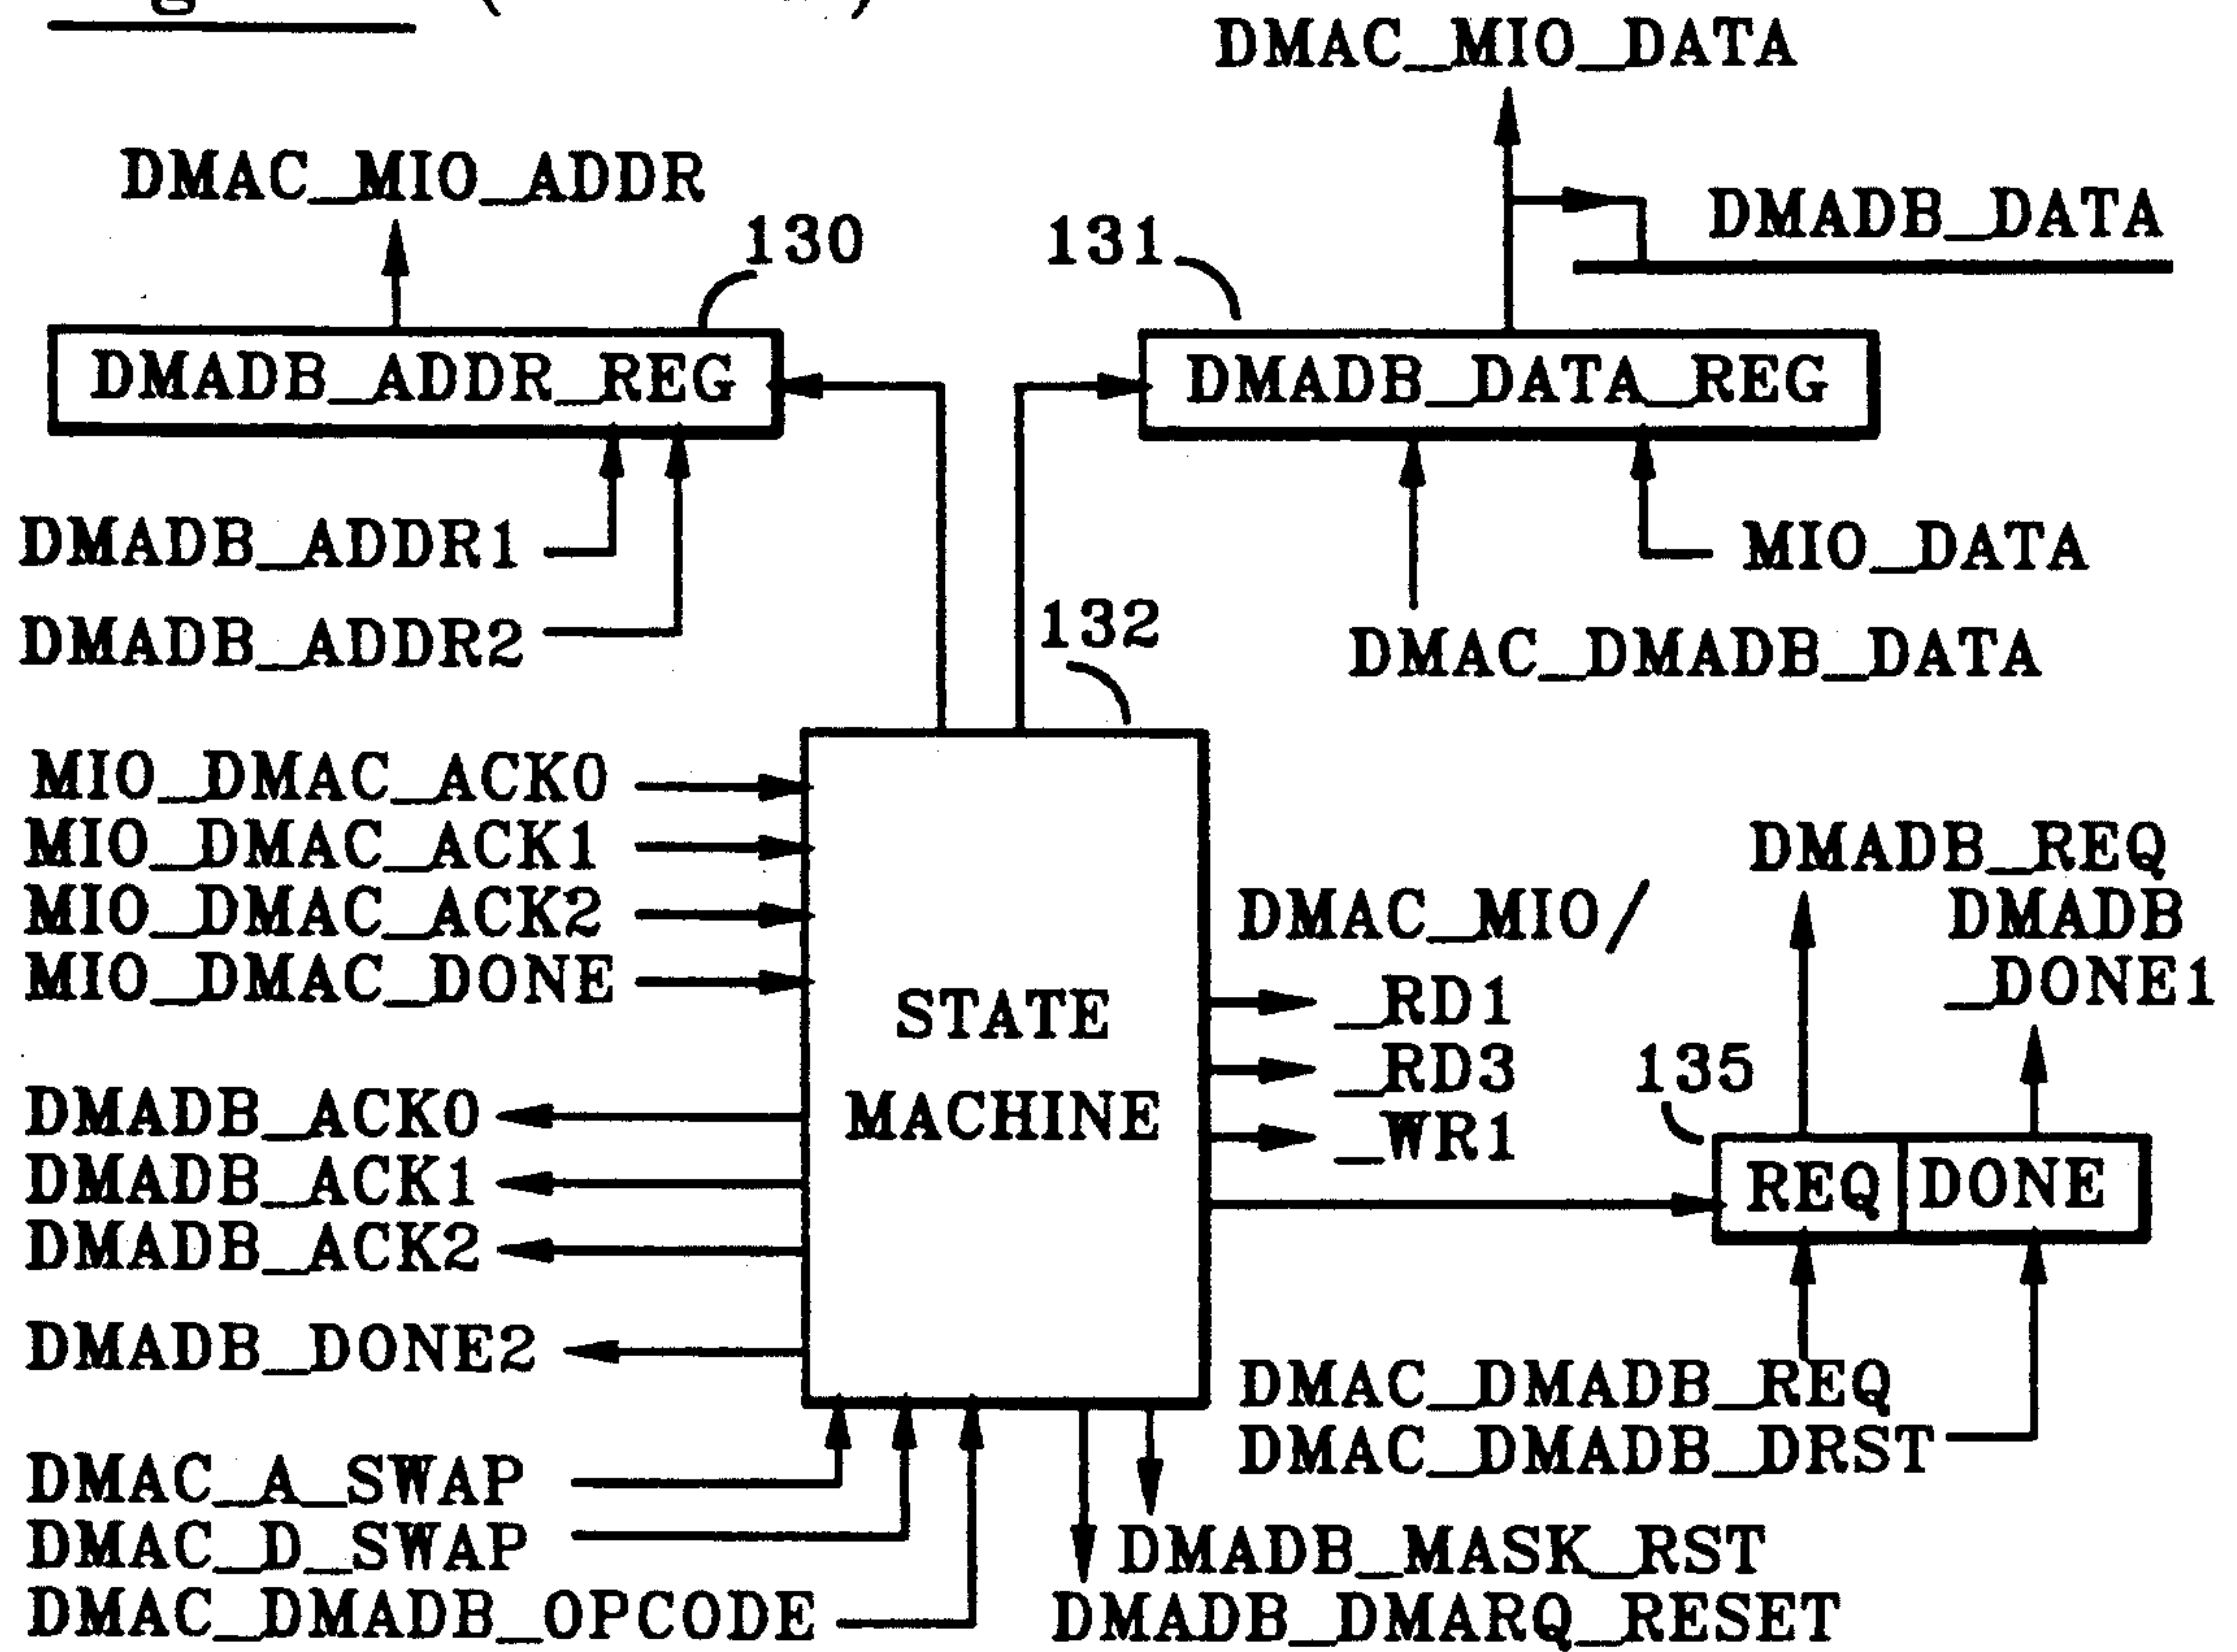 DMAC_MIO_DATA
DMAC_MIO_ADDR
DMADB_DATA
130
131
DMADB_ADDR_REG
DMADB_DATA_REG
DMADB_ADDR1
MIO_DATA
DMADB_ADDR2
132
DMAC_DMADB_DATA
MIO_DMAC_ACK0
MIO_DMAC_ACK1
MIO_DMAC_ACK2
MIO_DMAC_DONE
STATE
MACHINE
DMAC_MIO/
_RD1
_RD3
_WR1
DMADB_REQ
DMADB
_DONE1
135
REQ
DONE
DMADB_ACK0
DMADB_ACK1
DMADB_ACK2
DMADB_DONE2
DMAC_DMADB_REQ
DMAC_DMADB_DRST
DMAC_A_SWAP
DMAC_D_SWAP
DMAC_DMADB_OPCODE
DMADB_MASK_RST
DMADB_DMARQ_RESET